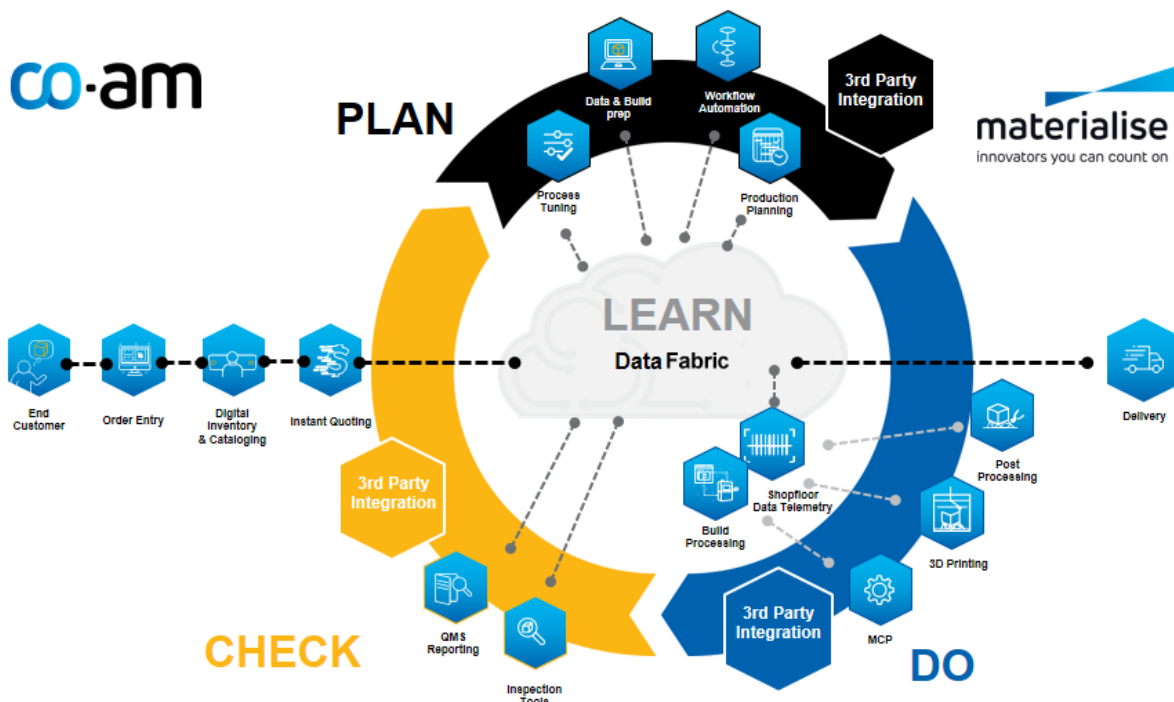 co-am
PLAN
Data & Build
prep
Workflow
Automation
3rd Party
Integration
materialise
innovators you can count on
Process
Tuning
Production
Planning
LEARN
Data Fabric
End
Customer
Order Entry
Digital
Inventory
& Cataloging
Instant Quoting
Delivery
3rd Party
Integration
Shopfloor
Data Telemetry
Post
Processing
Build
Processing
3D Printing
3rd Party
Integration
MCP
QMS
Reporting
CHECK
DO
Inspection
Tools